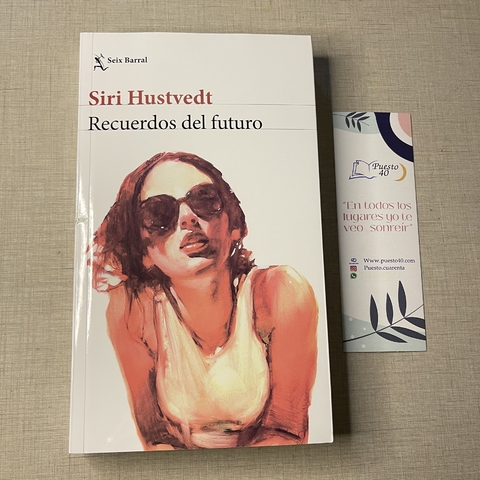 Seix Barral
Siri Hustvedt
Recuerdos del futuro
Puesto
40
"En todos los
lugares yo te
veo sonreir"
Www.puesto40.com
Puesto.cuarenta